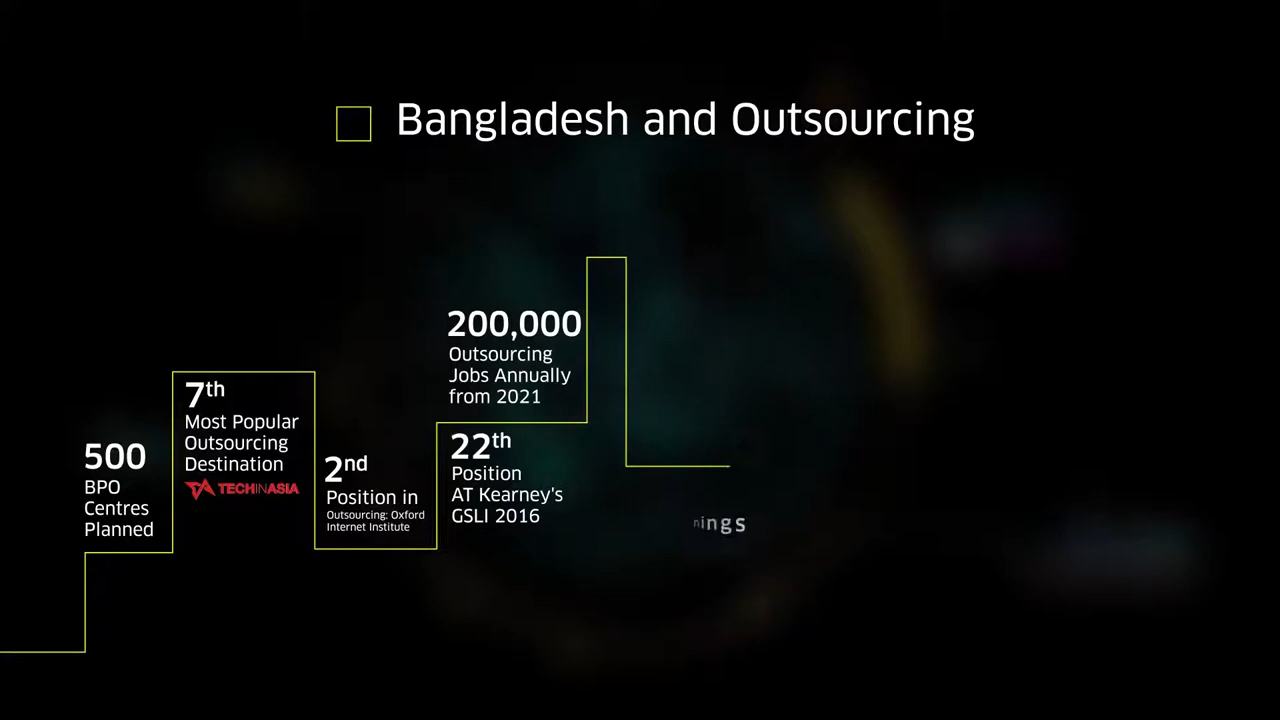 Bangladesh and Outsourcing
500
BPO
Centres
Planned
7th
Most Popular
Outsourcing
Destination
TECHINASIA
2nd
Position in
Outsourcing: Oxford
Internet Institute
200,000
Outsourcing
Jobs Annually
from 2021
22th
Position
AT Kearney's
GSLI 2016